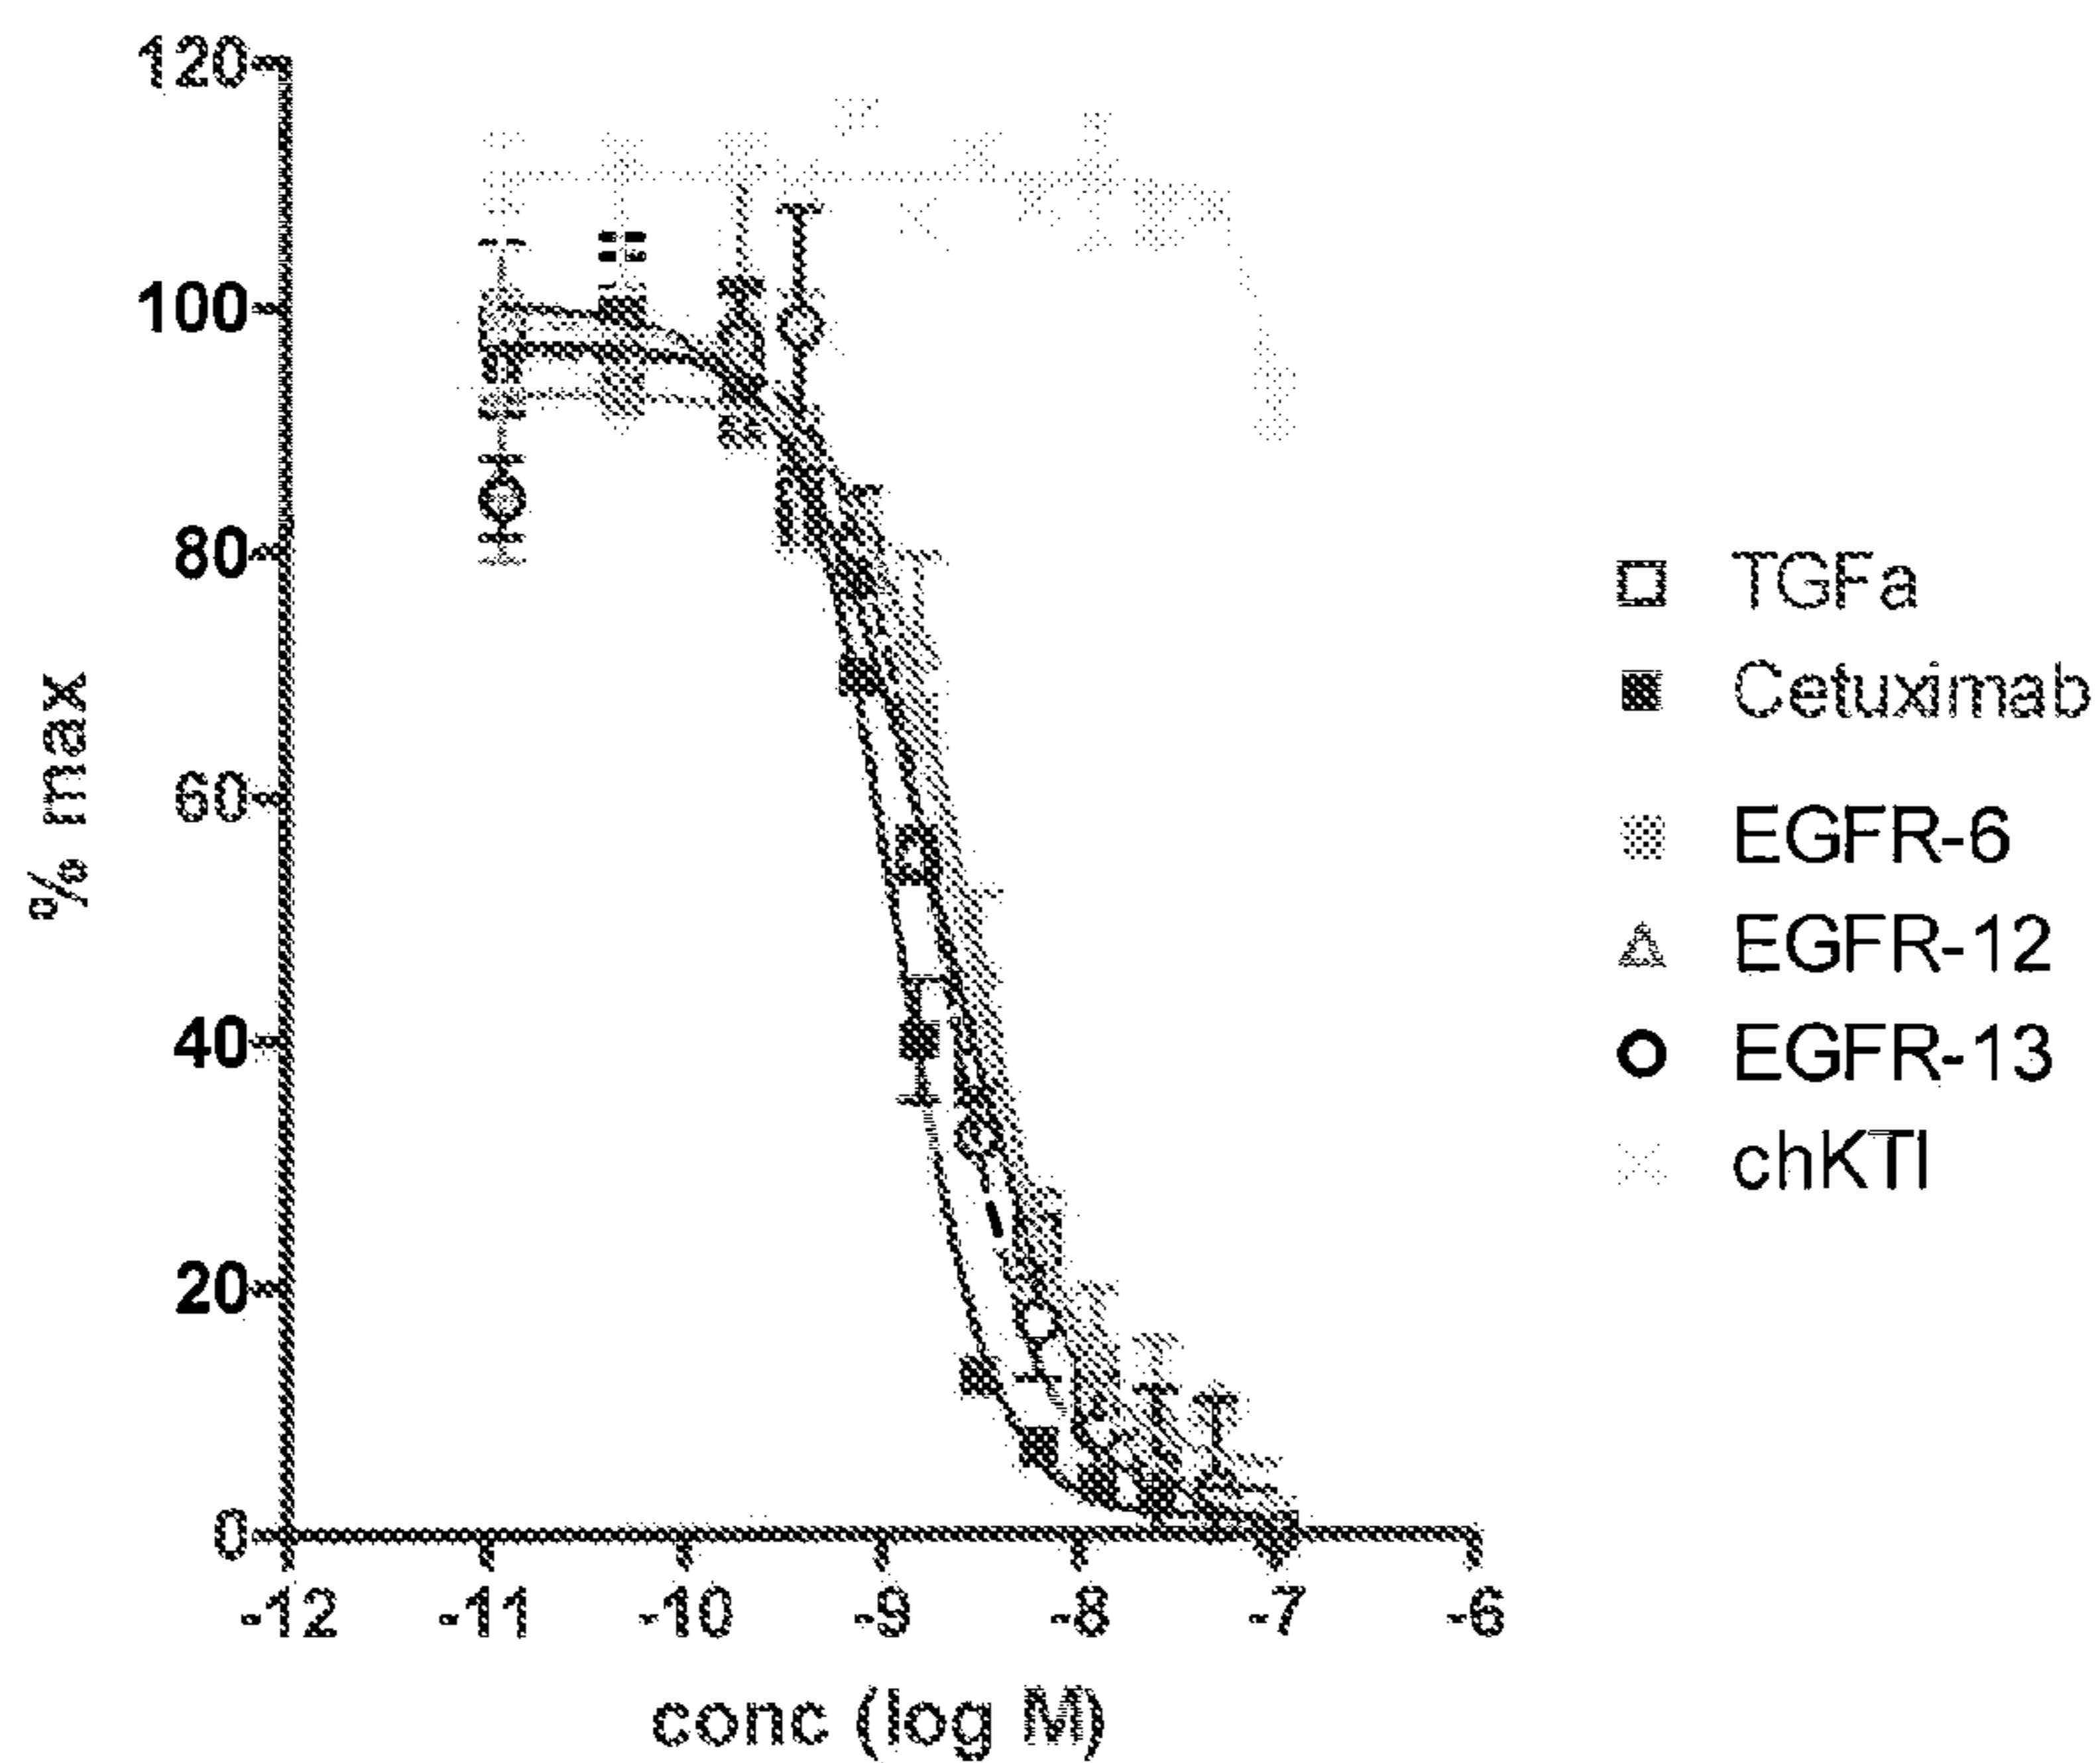 120
100
80
60
40
20
0
% max
-12 -11 -10 -9 -8 -7 -6
conc (log M)
TGFa
Cetuximab
EGFR-6
EGFR-12
EGFR-13
chKTI